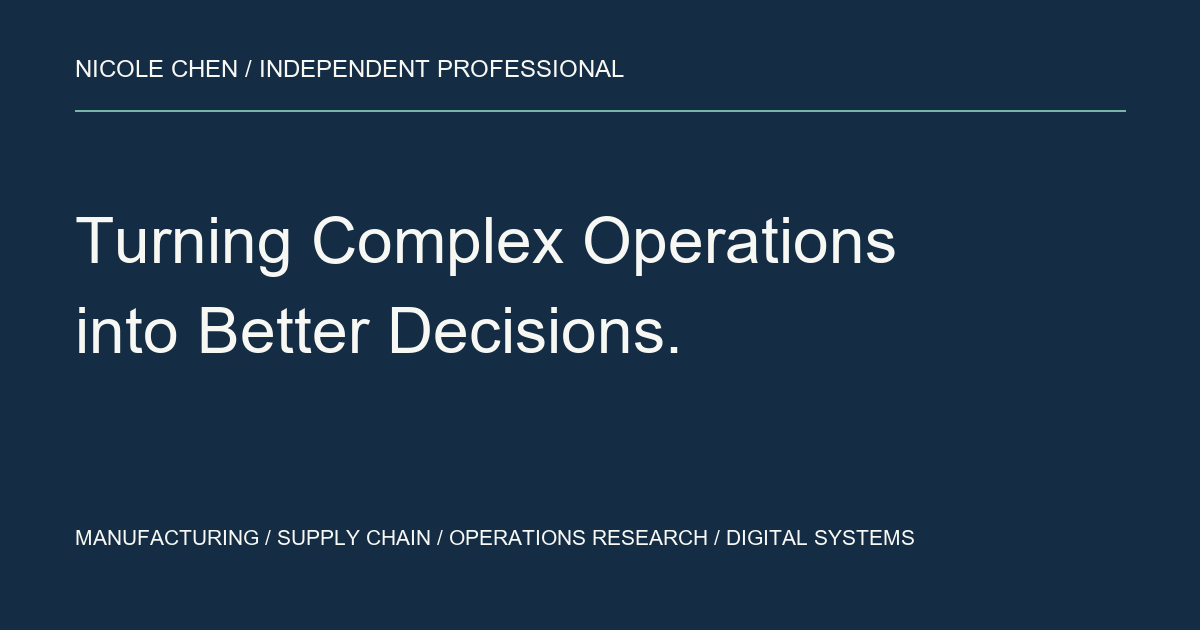 NICOLE CHEN / INDEPENDENT PROFESSIONAL
Turning Complex Operations
into Better Decisions.
MANUFACTURING / SUPPLY CHAIN / OPERATIONS RESEARCH / DIGITAL SYSTEMS